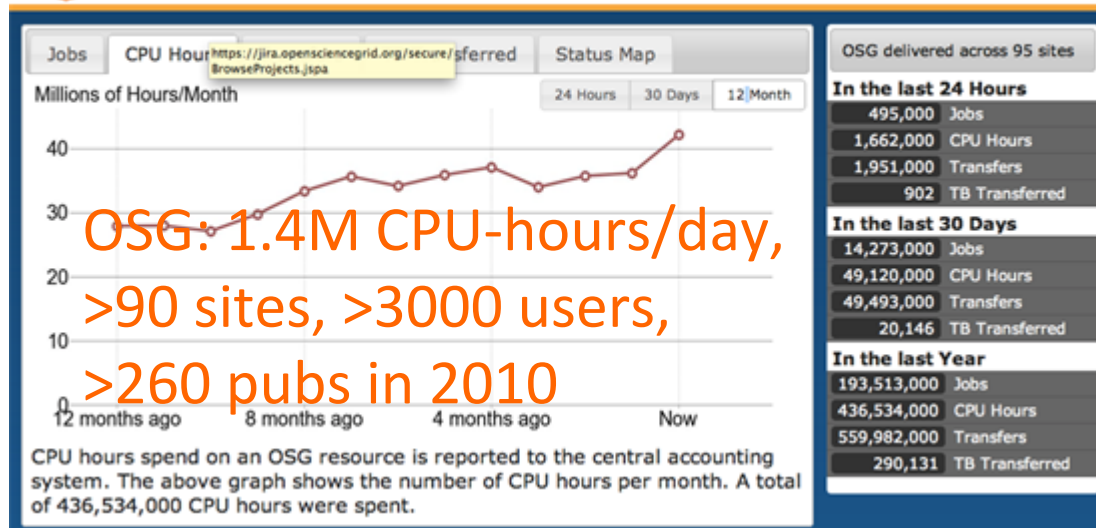 Jobs
CPU Hour
https://jira.opensciencegrid.org/secure/
BrowseProjects.jspa
sferred
Status Map
Millions of Hours/Month
24 Hours
30 Days
12 Month
40
30
20
10
0
12 months ago
8 months ago
4 months ago
Now
OSG: 1.4M CPU-hours/day,
>90 sites, >3000 users,
>260 pubs in 2010
CPU hours spend on an OSG resource is reported to the central accounting
system. The above graph shows the number of CPU hours per month. A total
of 436,534,000 CPU hours were spent.
OSG delivered across 95 sites
In the last 24 Hours
495,000 Jobs
1,662,000 CPU Hours
1,951,000 Transfers
902 TB Transferred
In the last 30 Days
14,273,000 Jobs
49,120,000 CPU Hours
49,493,000 Transfers
20,146 TB Transferred
In the last Year
193,513,000 Jobs
436,534,000 CPU Hours
559,982,000 Transfers
290,131 TB Transferred